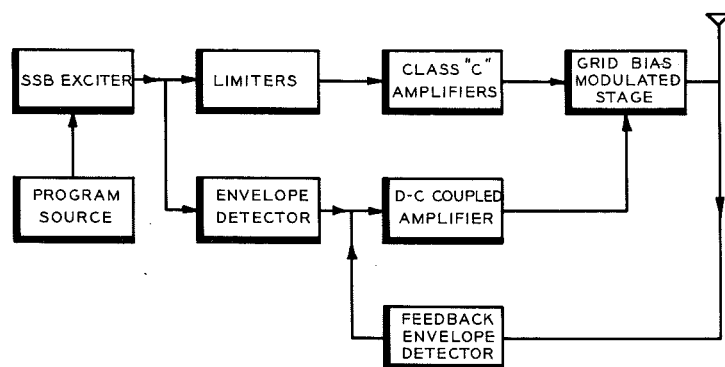 SSB EXCITER
LIMITERS
CLASS "C"
AMPLIFIERS
GRID BIAS
MODULATED
STAGE
PROGRAM
SOURCE
ENVELOPE
DETECTOR
D-C COUPLED
AMPLIFIER
FEEDBACK
ENVELOPE
DETECTOR